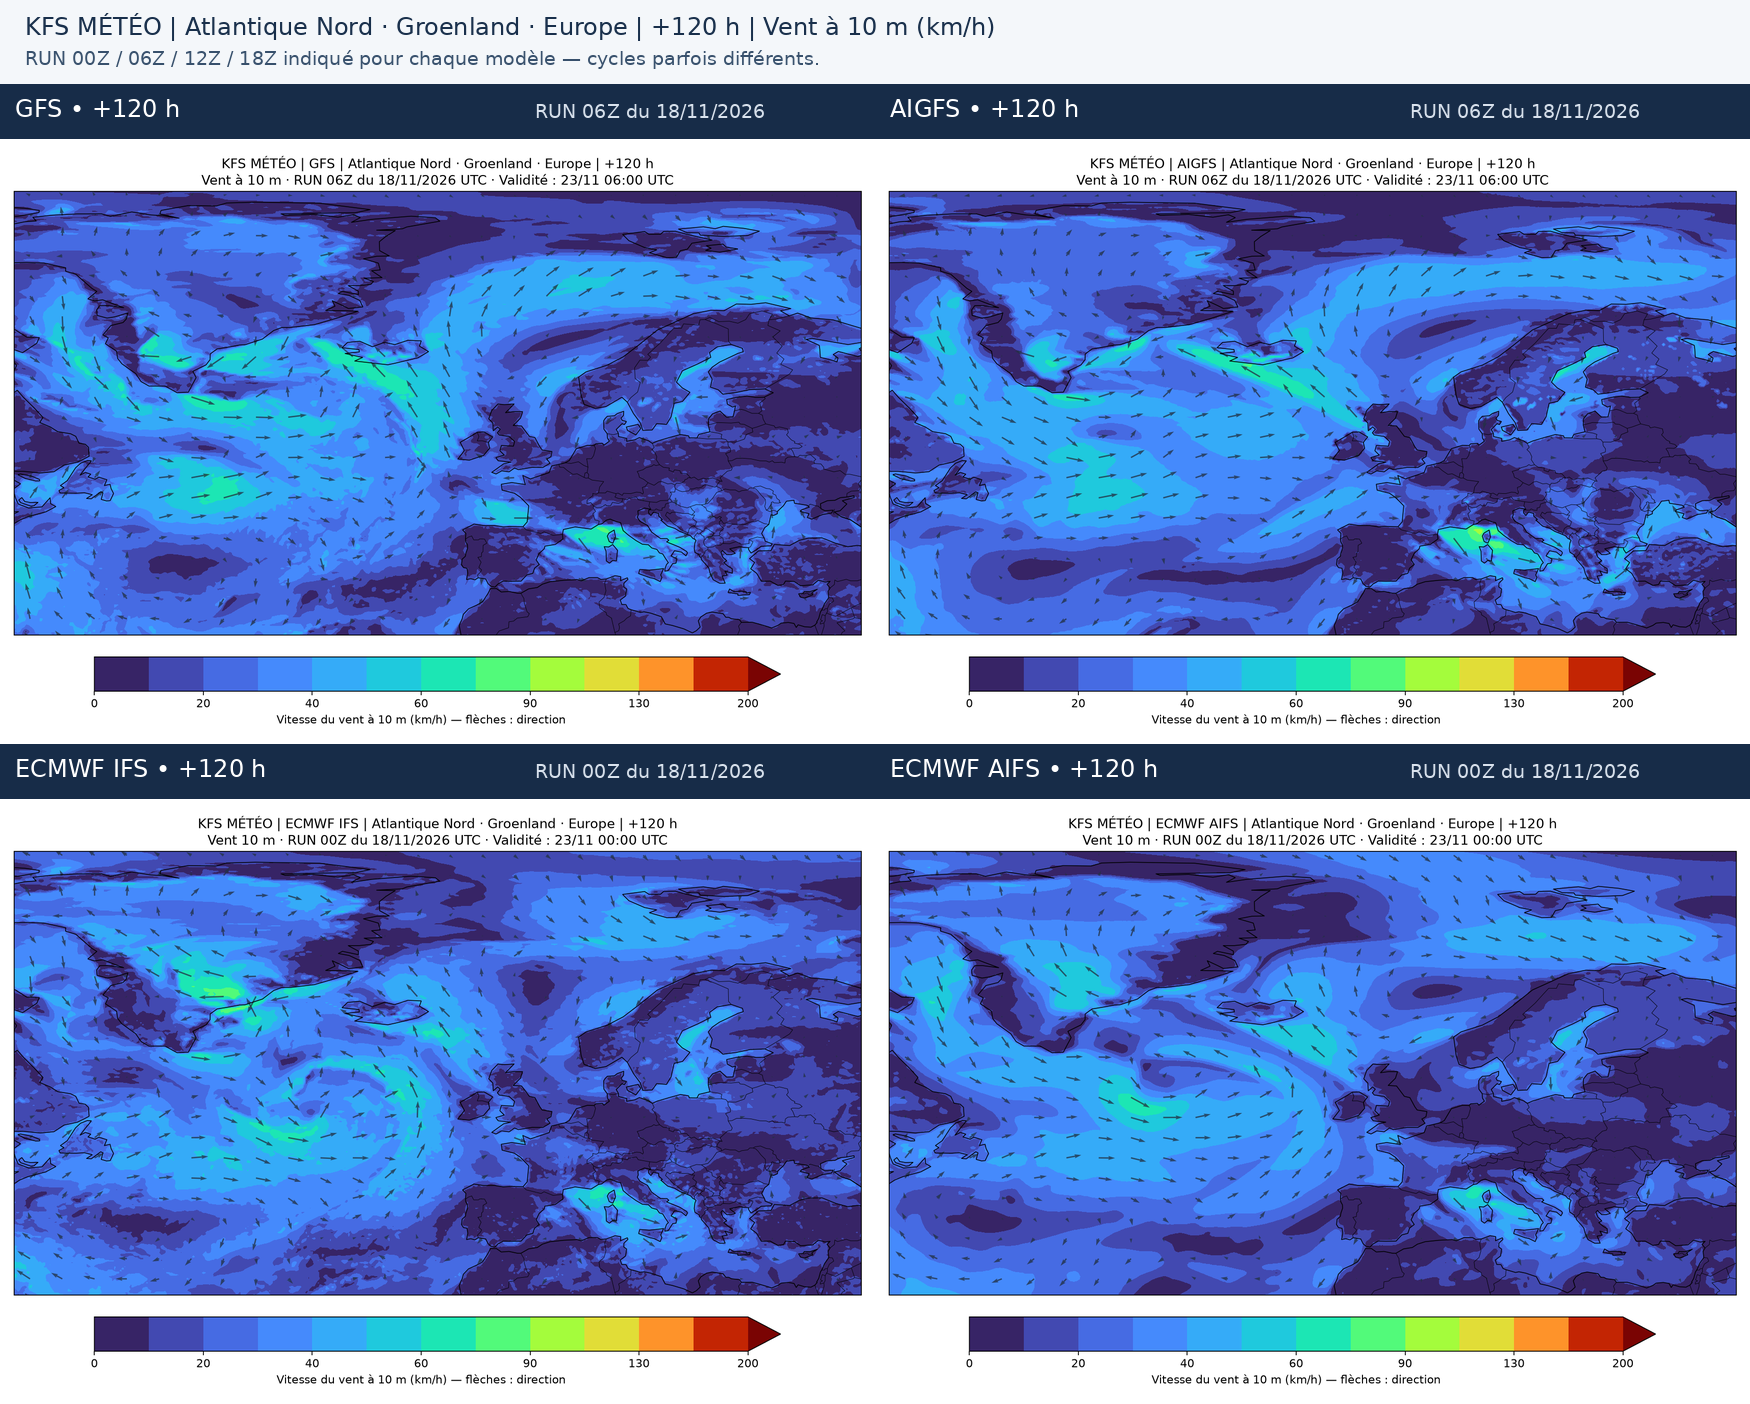 KFS MÉTÉO | Atlantique Nord · Groenland · Europe | +120 h | Vent à 10 m (km/h)
RUN 00Z / 06Z / 12Z / 18Z indiqué pour chaque modèle — cycles parfois différents.
GFS • +120 h
RUN 06Z du 18/11/2026
KFS MÉTÉO | GFS | Atlantique Nord · Groenland · Europe | +120 h
Vent à 10 m · RUN 06Z du 18/11/2026 UTC · Validité : 23/11 06:00 UTC
0 20 40 60 90 130 200
Vitesse du vent à 10 m (km/h) — flèches : direction
AIGFS • +120 h
RUN 06Z du 18/11/2026
KFS MÉTÉO | AIGFS | Atlantique Nord · Groenland · Europe | +120 h
Vent à 10 m · RUN 06Z du 18/11/2026 UTC · Validité : 23/11 06:00 UTC
0 20 40 60 90 130 200
Vitesse du vent à 10 m (km/h) — flèches : direction
ECMWF IFS • +120 h
RUN 00Z du 18/11/2026
KFS MÉTÉO | ECMWF IFS | Atlantique Nord · Groenland · Europe | +120 h
Vent 10 m · RUN 00Z du 18/11/2026 UTC · Validité : 23/11 00:00 UTC
0 20 40 60 90 130 200
Vitesse du vent à 10 m (km/h) — flèches : direction
ECMWF AIFS • +120 h
RUN 00Z du 18/11/2026
KFS MÉTÉO | ECMWF AIFS | Atlantique Nord · Groenland · Europe | +120 h
Vent 10 m · RUN 00Z du 18/11/2026 UTC · Validité : 23/11 00:00 UTC
0 20 40 60 90 130 200
Vitesse du vent à 10 m (km/h) — flèches : direction